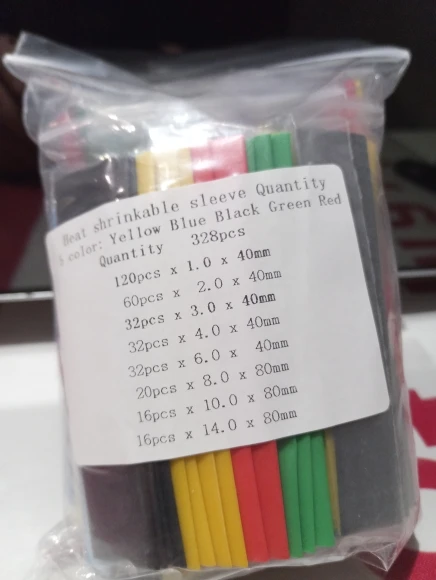 Heat shrinkable sleeve Quantity
5 color: Yellow Blue Black Green Red
Quantity 328pcs
120pcs x 1.0 x 40mm
60pcs x 2.0 x 40mm
32pcs x 3.0 x 40mm
32pcs x 4.0 x 40mm
32pcs x 6.0 x 40mm
20pcs x 8.0 x 80mm
16pcs x 10.0 x 80mm
16pcs x 14.0 x 80mm